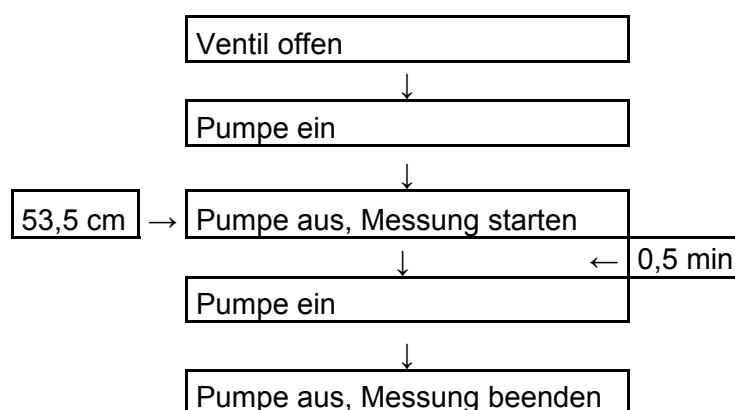 Ventil offen
↓
Pumpe ein
↓
53,5 cm → Pumpe aus, Messung starten
↓ ← 0,5 min
Pumpe ein
↓
Pumpe aus, Messung beenden